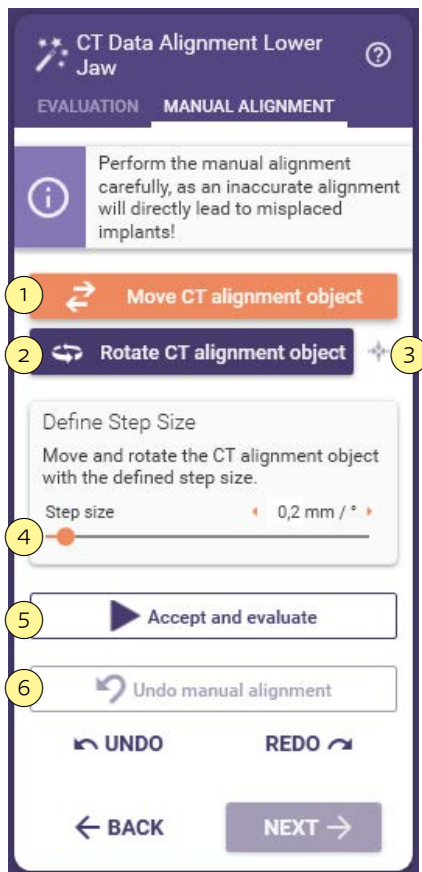 CT Data Alignment Lower
Jaw
EVALUATION MANUAL ALIGNMENT
Perform the manual alignment
carefully, as an inaccurate alignment
will directly lead to misplaced
implants!
1 Move CT alignment object
2 Rotate CT alignment object 3
Define Step Size
Move and rotate the CT alignment object
with the defined step size.
Step size 0,2 mm / °
4
5 Accept and evaluate
6 Undo manual alignment
UNDO REDO
BACK NEXT